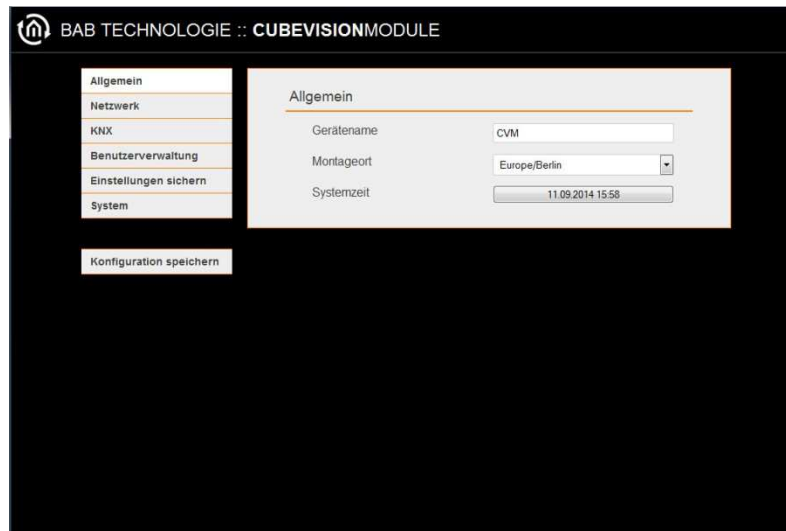 BAB TECHNOLOGIE :: CUBEVISIONMODULE
Allgemein
Netzwerk
KNX
Benutzerverwaltung
Einstellungen sichern
System
Konfiguration speichern
Allgemein
Gerätename CVM
Montageort Europe/Berlin
Systemzeit 11.09.2014 15:58